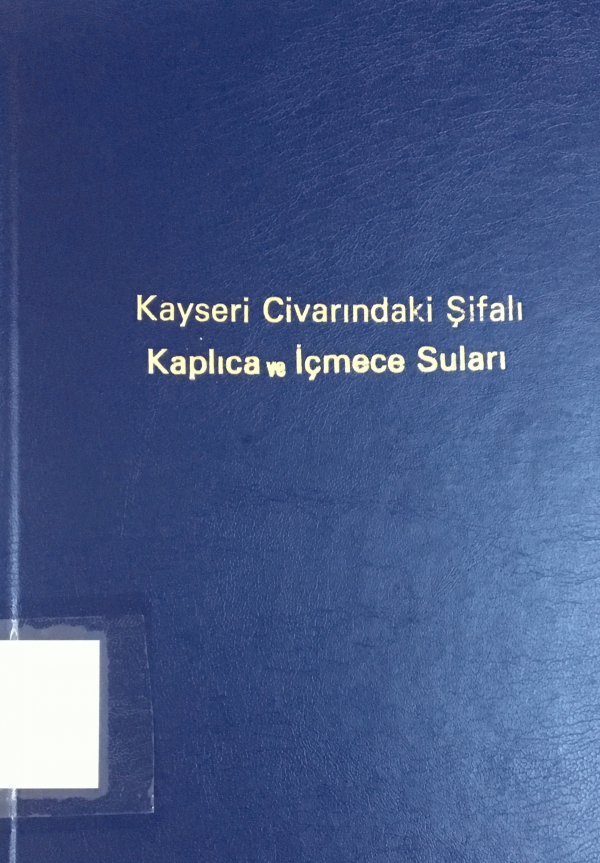 Kayseri Civarındaki Şifalı
Kaplıca ve İçmece Suları